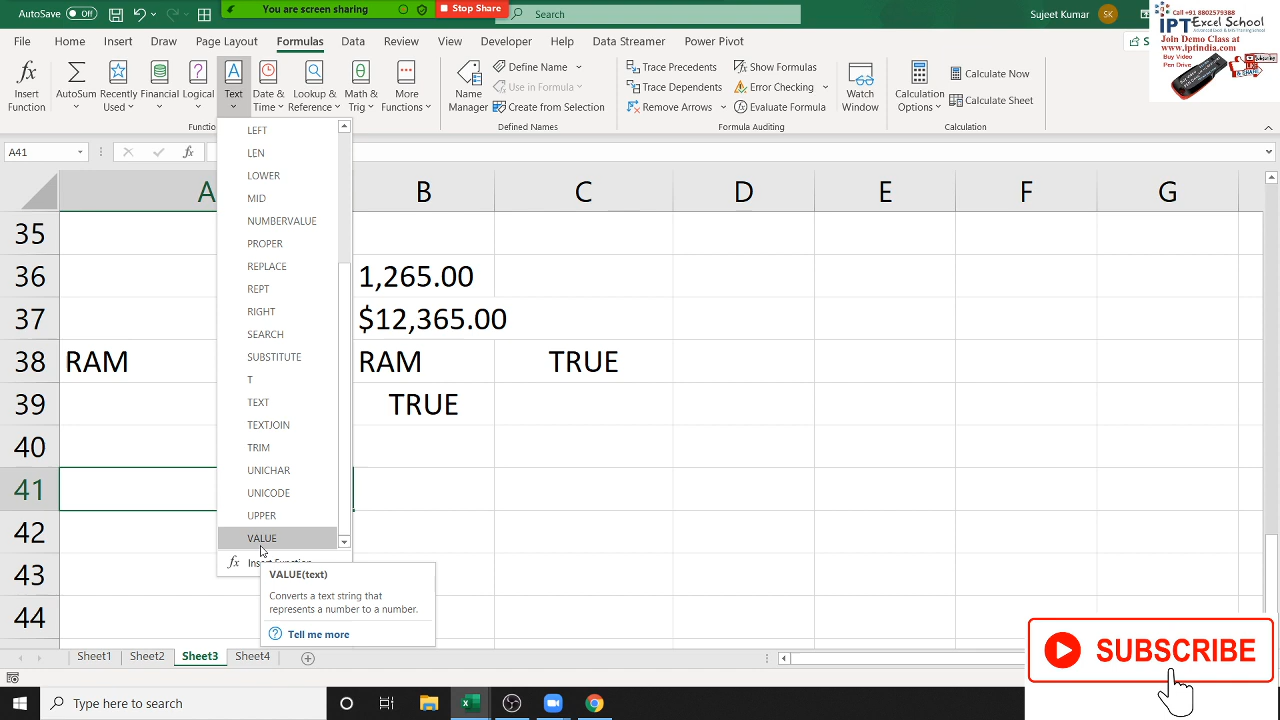 AutoSave Off
You are screen sharing
Stop Share
Search
Sujeet Kumar
SK
Call +91 8802579388
IPT Excel School
Join Demo Class at
www.iptindia.com
Buy Video
Pen Drive
File Home Insert Draw Page Layout Formulas Data Review View Developer Help Data Streamer Power Pivot
Insert Function
AutoSum
Recently Used
Financial
Logical
Text
Date & Time
Lookup & Reference
Math & Trig
More Functions
Name Manager
Define Name
Use in Formula
Create from Selection
Defined Names
Trace Precedents
Trace Dependents
Remove Arrows
Show Formulas
Error Checking
Evaluate Formula
Formula Auditing
Watch Window
Calculation Options
Calculate Now
Calculate Sheet
Calculation
A41
fx
A B C D E F G
LEFT
LEN
LOWER
MID
NUMBERVALUE
PROPER
REPLACE
REPT
RIGHT
SEARCH
SUBSTITUTE
T
TEXT
TEXTJOIN
TRIM
UNICHAR
UNICODE
UPPER
VALUE
fx Insert Function
VALUE(text)
Converts a text string that
represents a number to a number.
Tell me more
35
36 1,265.00
37 $12,365.00
38 RAM RAM TRUE
39 TRUE
40
41
42
43
44
Sheet1 Sheet2 Sheet3 Sheet4
SUBSCRIBE
Type here to search